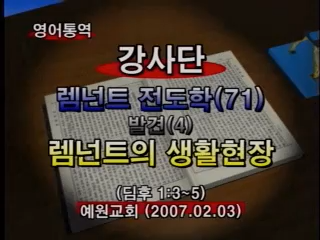 영어통역
강사단
렘넌트 전도학(71)
발견(4)
렘넌트의 생활현장
(딤후 1:3~5)
예원교회 (2007.02.03)